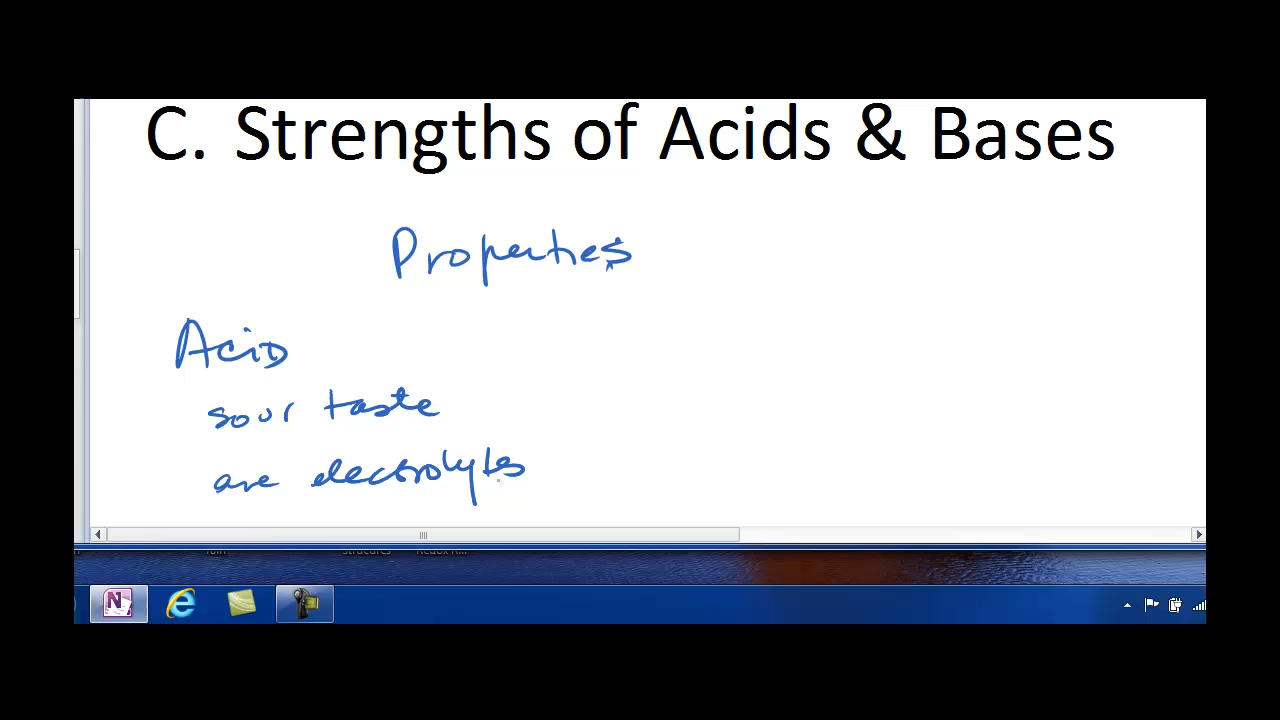 C. Strengths of Acids & Bases
Properties
Acid
sour taste
are electrolytes